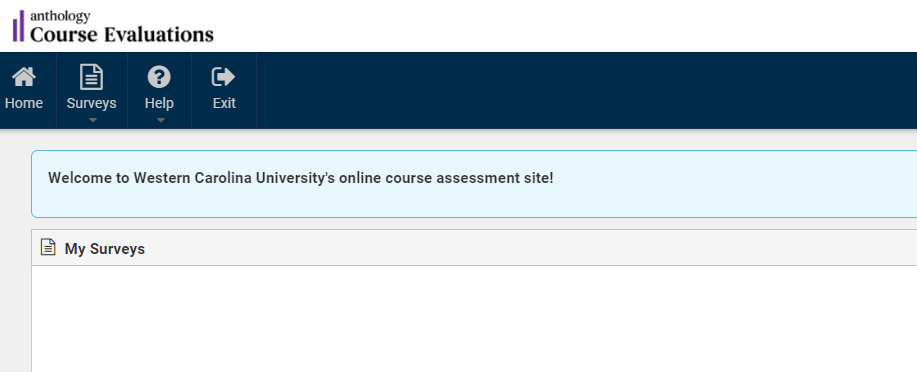 anthology
Course Evaluations
Home
Surveys
Help
Exit
Welcome to Western Carolina University's online course assessment site!
My Surveys